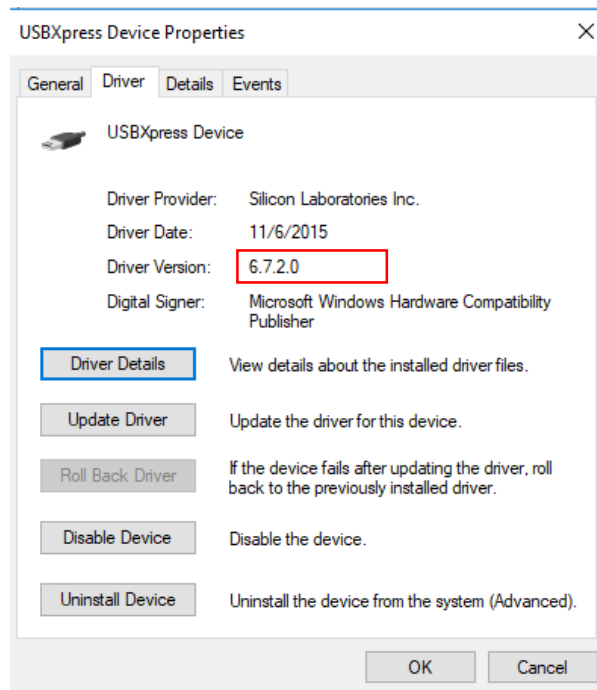 USBXpress Device Properties
General Driver Details Events
USBXpress Device
Driver Provider: Silicon Laboratories Inc.
Driver Date: 11/6/2015
Driver Version: 6.7.2.0
Digital Signer: Microsoft Windows Hardware Compatibility
Publisher
Driver Details View details about the installed driver files.
Update Driver Update the driver for this device.
Roll Back Driver If the device fails after updating the driver, roll
back to the previously installed driver.
Disable Device Disable the device.
Uninstall Device Uninstall the device from the system (Advanced).
OK Cancel